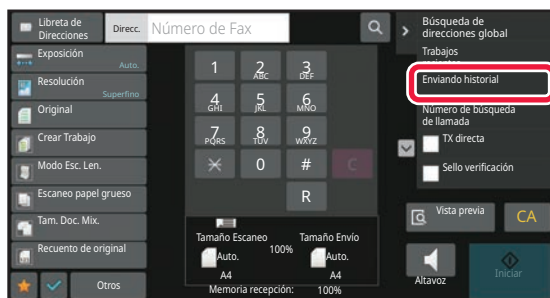 Libreta de
Direcciones
Direcc.
Número de Fax
Exposición
Auto.
Resolución
Superfino
Original
Crear Trabajo
Modo Esc. Len.
Escaneo papel
grueso
Tam. Doc. Mix.
Recuento de
original
Otros
1
2
ABC
3
DEF
4
GHI
5
JKL
6
MNO
7
PQRS
8
TUV
9
WXYZ
0
#
C
R
Tamaño Escaneo
Tamaño Envío
Auto.
100%
Auto.
A4
A4
Memoria recepción:
100%
Búsqueda de
direcciones global
Trabajos
Enviando historial
Número de búsqueda
de llamada
TX directa
Sello verificación
Vista previa
CA
Altavoz
Iniciar